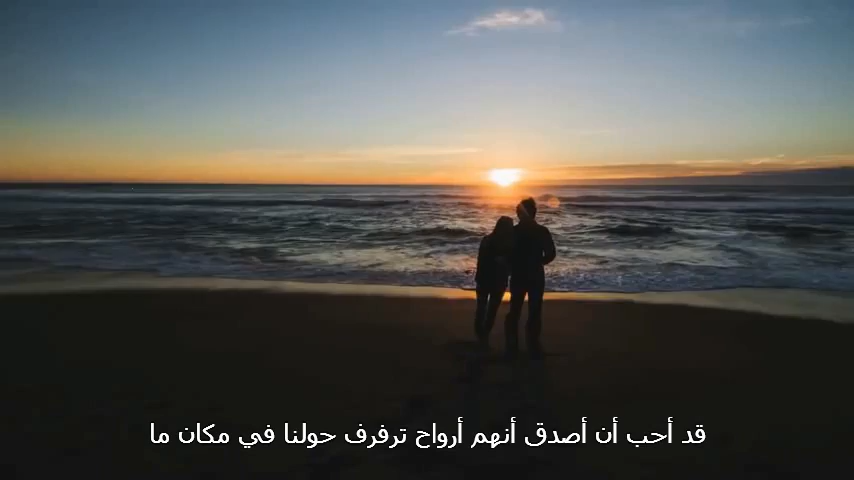 قد أحب أن أصدق أنهم أرواح ترفرف حولنا في مكان ما